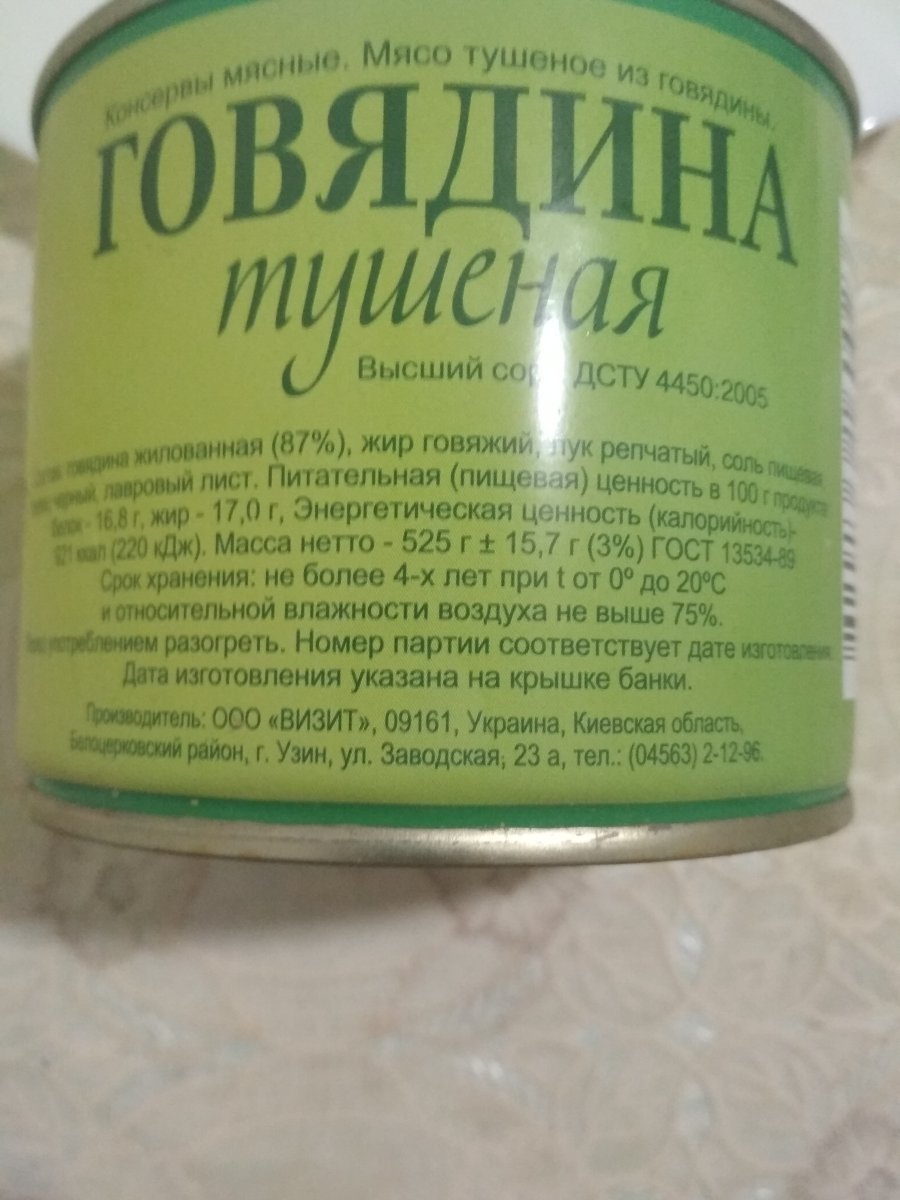 Консервы мясные. Мясо тушеное из говядины.
ГОВЯДИНА
тушеная
Высший ДСТУ 4450:2005
говядина жилованная (87%), жир говяжий, лук репчатый, соль пищевая,
черный, лавровый лист. Питательная (пищевая) ценность в 100 г продукта:
белок - 16,8 г, жир - 17,0 г, Энергетическая ценность (калорийность)-
921 ккал (220 кДж). Масса нетто - 525 г ± 15,7 г (3%) ГОСТ 13534-89
Срок хранения: не более 4-х лет при t от 0º до 20ºС
и относительной влажности воздуха не выше 75%.
употреблением разогреть. Номер партии соответствует дате изготовления.
Дата изготовления указана на крышке банки.
Производитель: ООО «ВИЗИТ», 09161, Украина, Киевская область,
Белоцерковский район, г. Узин, ул. Заводская, 23 а, тел.: (04563) 2-12-96.